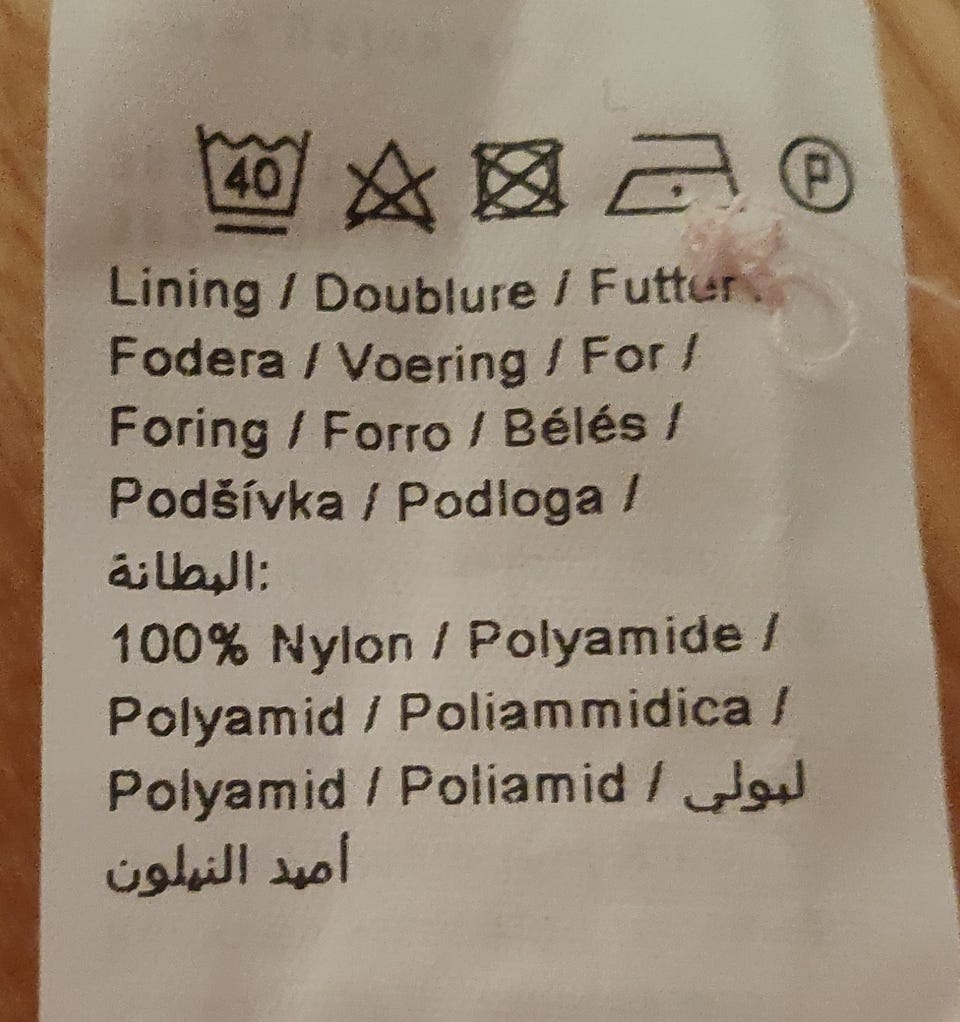 40 P
Lining / Doublure / Futter
Fodera / Voering / For /
Foring / Forro / Bélés /
Podšívka / Podloga /
البطانة:
100% Nylon / Polyamide /
Polyamid / Poliammidica /
Polyamid / Poliamid / لبولي
أميد النيلون